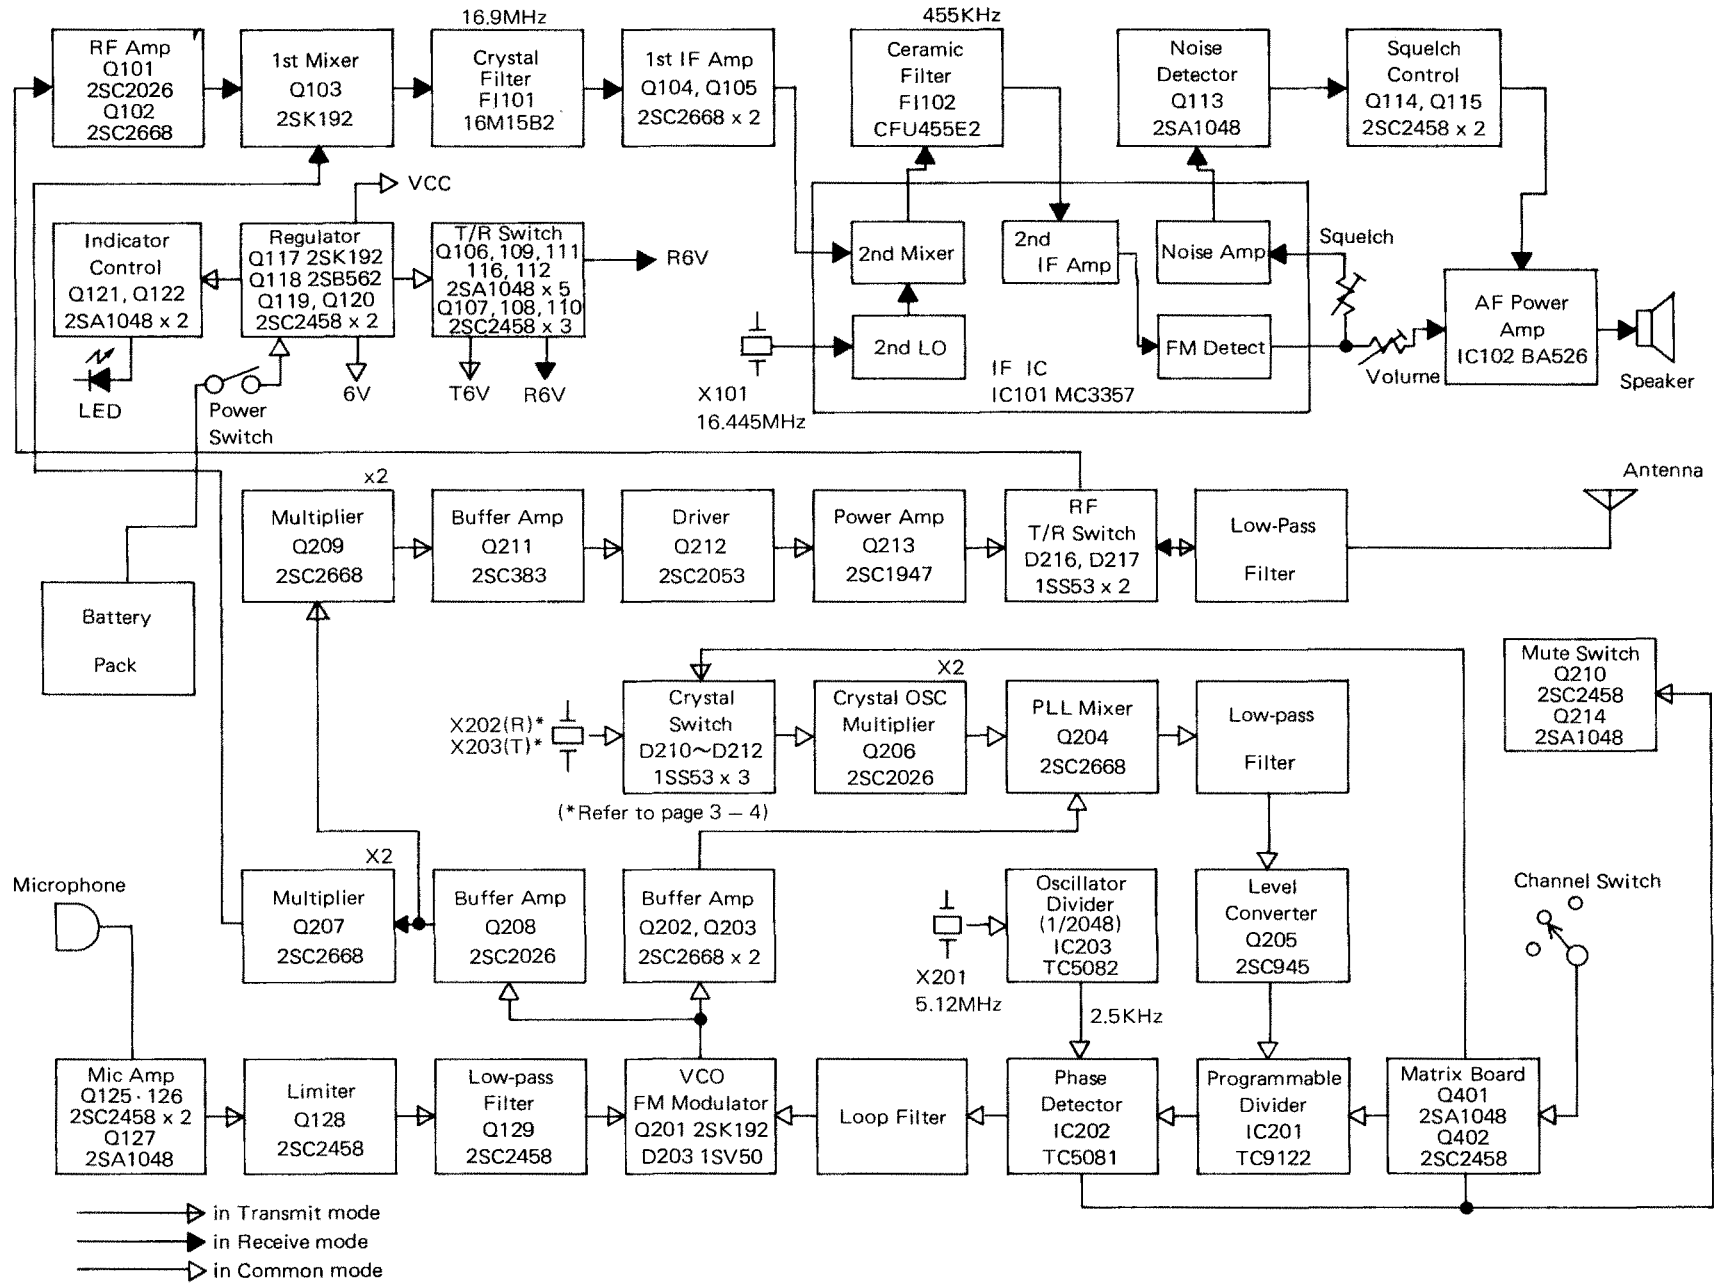 16.9MHz
455KHz
RF Amp
Q101
2SC2026
Q102
2SC2668
1st Mixer
Q103
2SK192
Crystal
Filter
FI101
16M15B2
1st IF Amp
Q104, Q105
2SC2668 x 2
Ceramic
Filter
FI102
CFU455E2
Noise
Detector
Q113
2SA1048
Squelch
Control
Q114, Q115
2SC2458 x 2
VCC
Indicator
Control
Q121, Q122
2SA1048 x 2
Regulator
Q117 2SK192
Q118 2SB562
Q119, Q120
2SC2458 x 2
T/R Switch
Q106, 109, 111
116, 112
2SA1048 x 5
Q107, 108, 110
2SC2458 x 3
R6V
2nd Mixer
2nd
IF Amp
Noise Amp
Squelch
AF Power
Amp
IC102 BA526
2nd LO
FM Detect
IF IC
IC101 MC3357
X101
16.445MHz
Volume
Speaker
LED
Power
Switch
6V
T6V
R6V
Antenna
x2
Multiplier
Q209
2SC2668
Buffer Amp
Q211
2SC383
Driver
Q212
2SC2053
Power Amp
Q213
2SC1947
RF
T/R Switch
D216, D217
1SS53 x 2
Low-Pass
Filter
Battery
Pack
X202(R)*
X203(T)*
Crystal
Switch
D210~D212
1SS53 x 3
X2
Crystal OSC
Multiplier
Q206
2SC2026
PLL Mixer
Q204
2SC2668
Low-pass
Filter
Mute Switch
Q210
2SC2458
Q214
2SA1048
(*Refer to page 3 – 4)
Microphone
X2
Multiplier
Q207
2SC2668
Buffer Amp
Q208
2SC2026
Buffer Amp
Q202, Q203
2SC2668 x 2
X201
5.12MHz
Oscillator
Divider
(1/2048)
IC203
TC5082
2.5KHz
Level
Converter
Q205
2SC945
Channel Switch
Mic Amp
Q125 · 126
2SC2458 x 2
Q127
2SA1048
Limiter
Q128
2SC2458
Low-pass
Filter
Q129
2SC2458
VCO
FM Modulator
Q201 2SK192
D203 1SV50
Loop Filter
Phase
Detector
IC202
TC5081
Programmable
Divider
IC201
TC9122
Matrix Board
Q401
2SA1048
Q402
2SC2458
in Transmit mode
in Receive mode
in Common mode